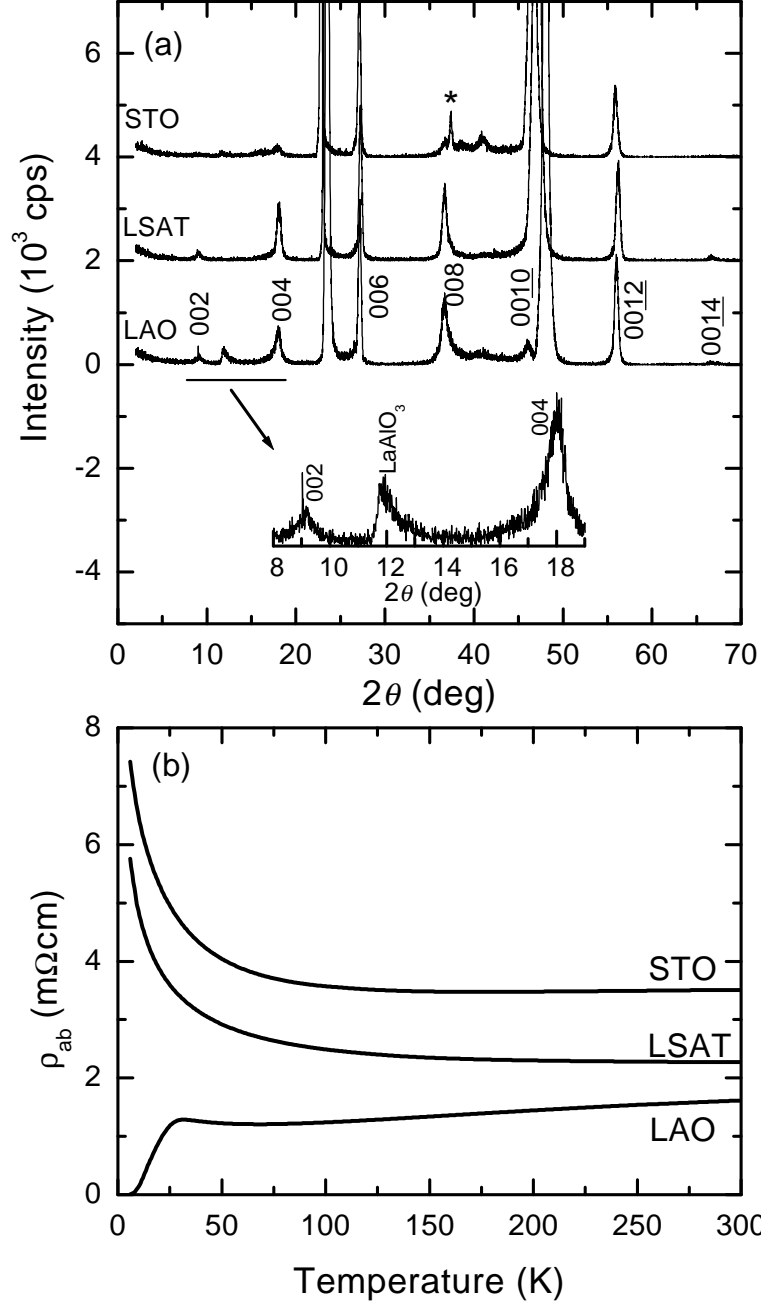 (a)
6
4
2
0
-2
-4
Intensity (10³ cps)
STO
*
LSAT
LAO
002
004
006
008
0010
0012
0014
002
LaAlO₃
004
8 10 12 14 16 18
2θ (deg)
0 10 20 30 40 50 60 70
2θ (deg)
(b)
8
6
4
2
0
ρab (mΩcm)
STO
LSAT
LAO
0 50 100 150 200 250 300
Temperature (K)